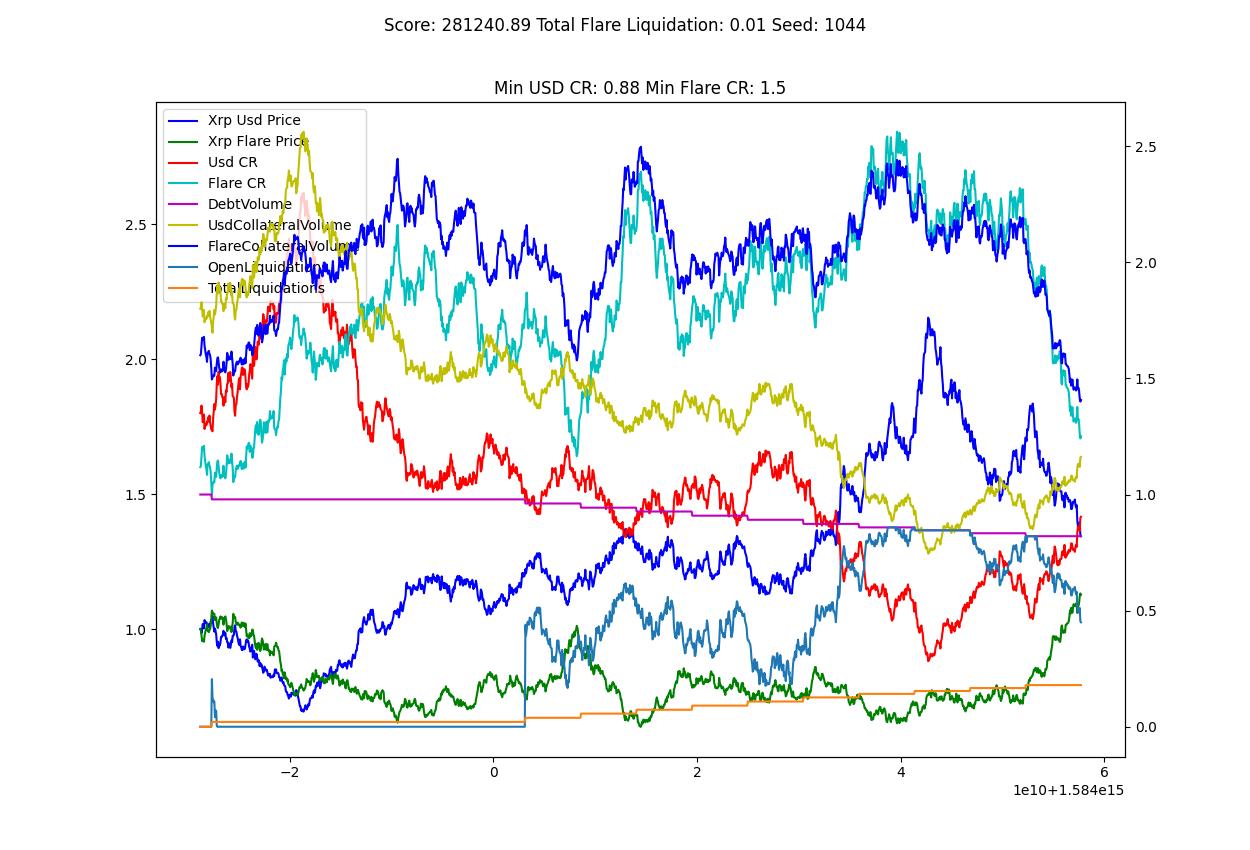 Score: 281240.89 Total Flare Liquidation: 0.01 Seed: 1044
Min USD CR: 0.88 Min Flare CR: 1.5
Xrp Usd Price
Xrp Flare Price
Usd CR
Flare CR
DebtVolume
UsdCollateralVolume
FlareCollateralVolume
OpenLiquidations
TotalLiquidations
2.5
2.0
1.5
1.0
2.5
2.0
1.5
1.0
0.5
0.0
−2 0 2 4 6
1e10+1.584e15